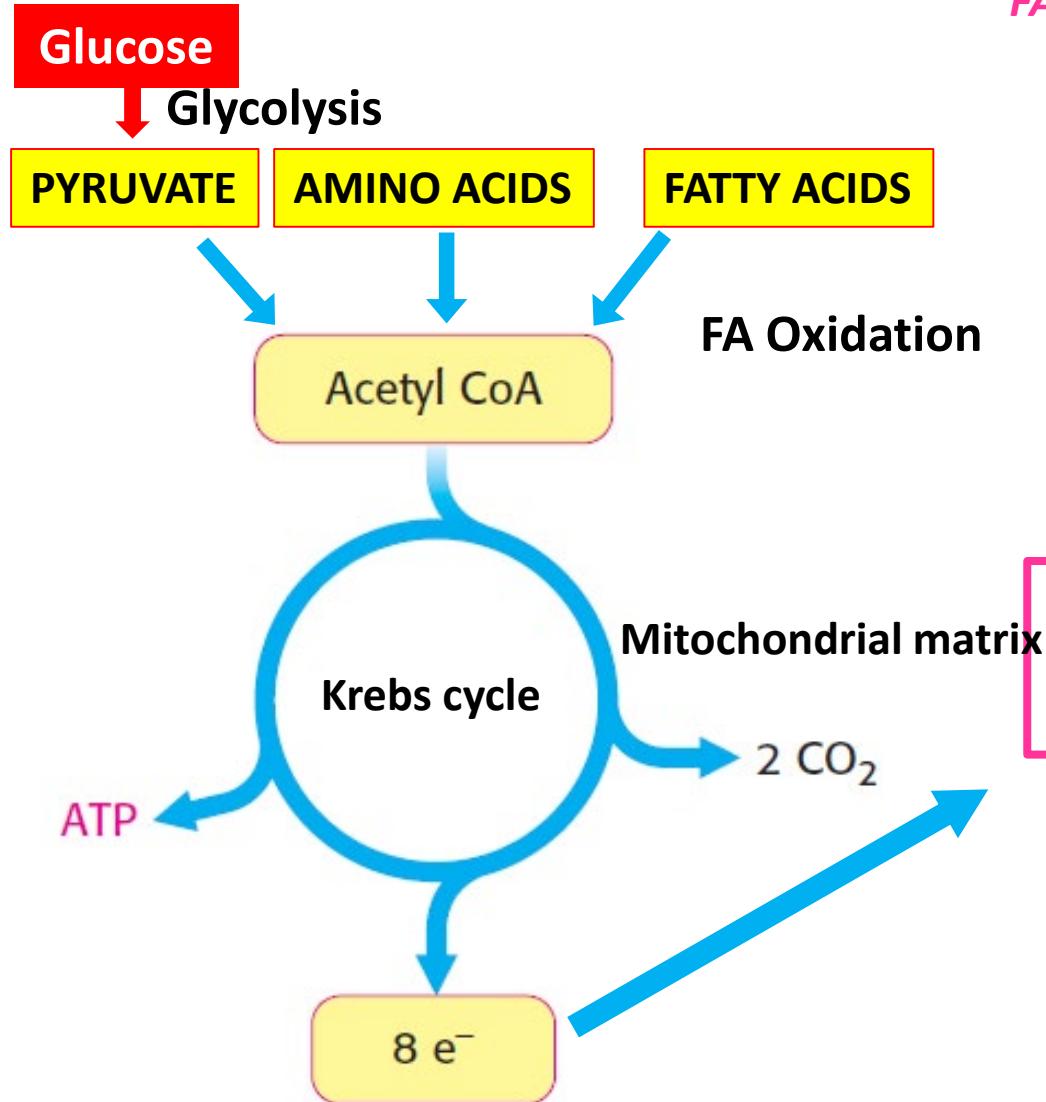 Glucose
Glycolysis
PYRUVATE
AMINO ACIDS
FATTY ACIDS
FA Oxidation
Acetyl CoA
Mitochondrial matrix
Krebs cycle
2 CO₂
ATP
8 e⁻